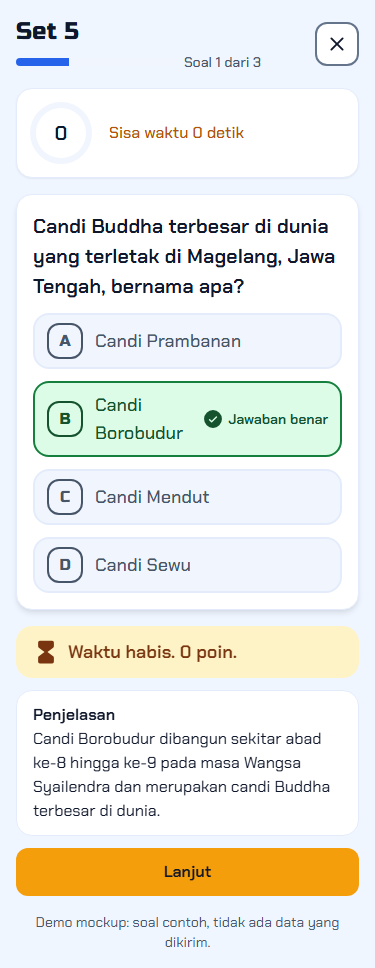 Set 5
Soal 1 dari 3
0
Sisa waktu 0 detik
Candi Buddha terbesar di dunia
yang terletak di Magelang, Jawa
Tengah, bernama apa?
A Candi Prambanan
B Candi
Borobudur
Jawaban benar
C Candi Mendut
D Candi Sewu
Waktu habis. 0 poin.
Penjelasan
Candi Borobudur dibangun sekitar abad
ke-8 hingga ke-9 pada masa Wangsa
Syailendra dan merupakan candi Buddha
terbesar di dunia.
Lanjut
Demo mockup: soal contoh, tidak ada data yang
dikirim.